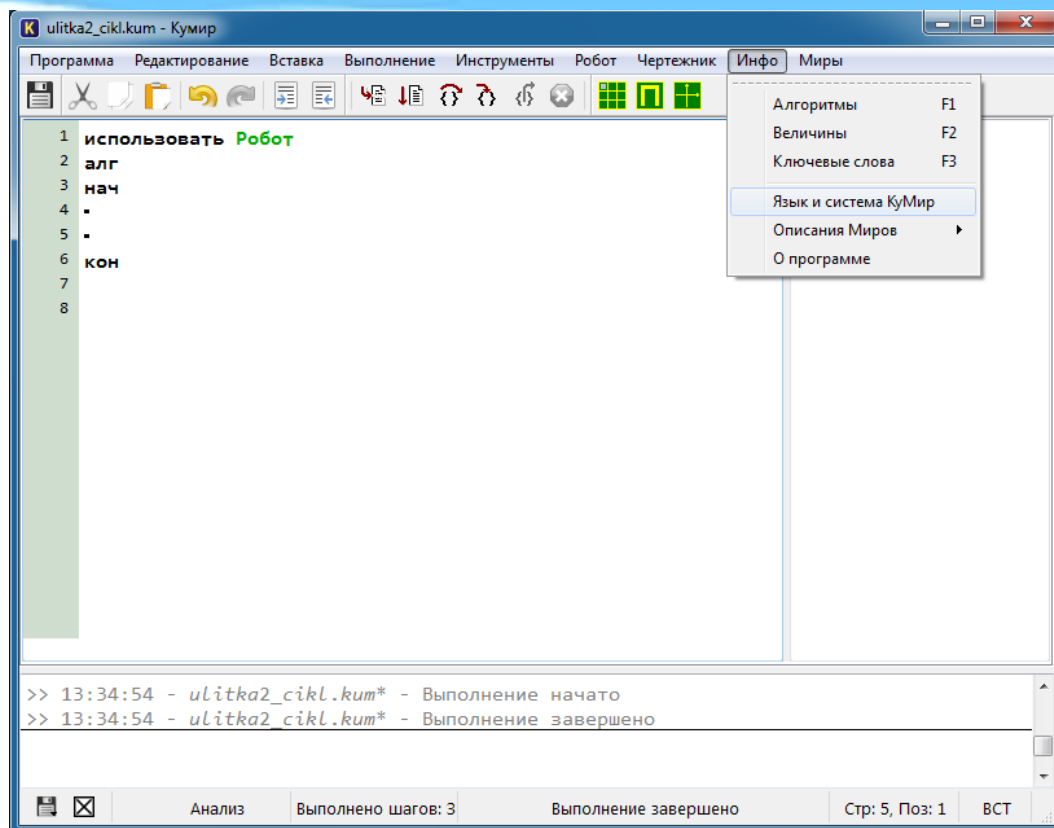 K ulitka2_cikl.kum - Кумир
Программа Редактирование Вставка Выполнение Инструменты Робот Чертежник Инфо Миры
Алгоритмы F1
Величины F2
Ключевые слова F3
Язык и система КуМир
Описания Миров
О программе
1 использовать Робот
2 алг
3 нач
4
5
6 кон
7
8
>> 13:34:54 - ulitka2_cikl.kum* - Выполнение начато
>> 13:34:54 - ulitka2_cikl.kum* - Выполнение завершено
Анализ Выполнено шагов: 3 Выполнение завершено Стр: 5, Поз: 1 ВСТ